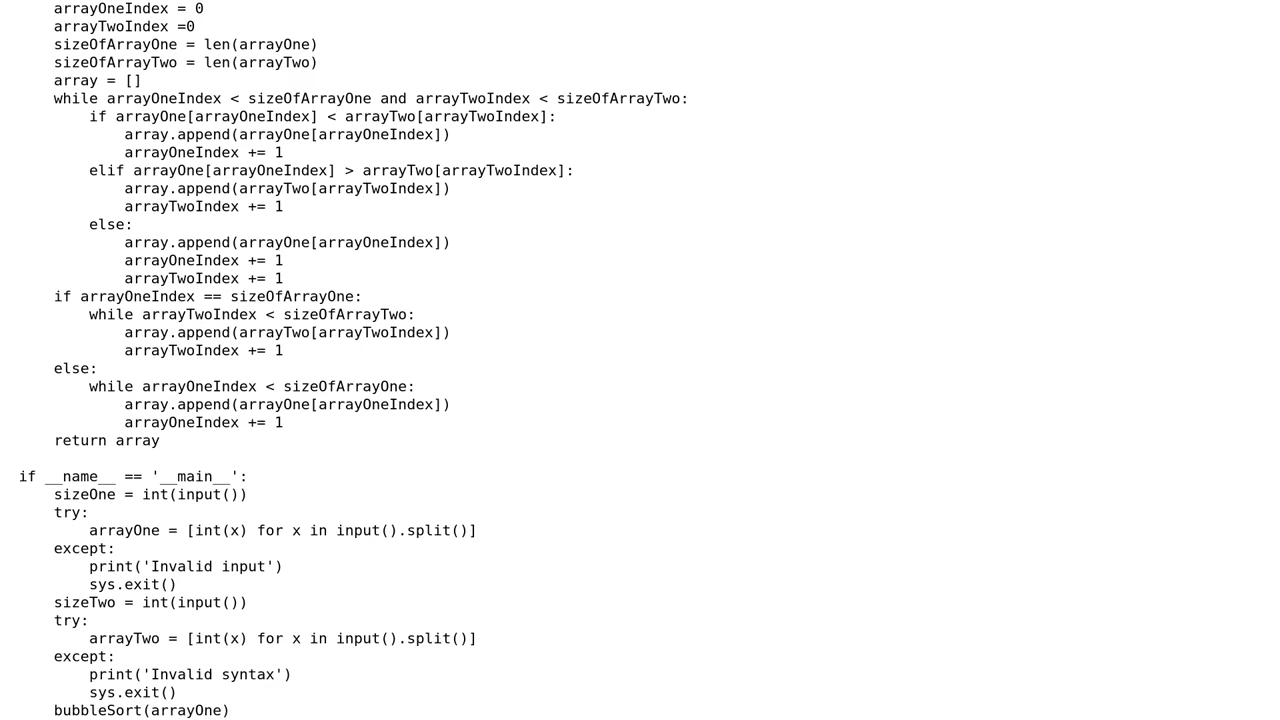 arrayOneIndex = 0
    arrayTwoIndex =0
    sizeOfArrayOne = len(arrayOne)
    sizeOfArrayTwo = len(arrayTwo)
    array = []
    while arrayOneIndex < sizeOfArrayOne and arrayTwoIndex < sizeOfArrayTwo:
        if arrayOne[arrayOneIndex] < arrayTwo[arrayTwoIndex]:
            array.append(arrayOne[arrayOneIndex])
            arrayOneIndex += 1
        elif arrayOne[arrayOneIndex] > arrayTwo[arrayTwoIndex]:
            array.append(arrayTwo[arrayTwoIndex])
            arrayTwoIndex += 1
        else:
            array.append(arrayOne[arrayOneIndex])
            arrayOneIndex += 1
            arrayTwoIndex += 1
    if arrayOneIndex == sizeOfArrayOne:
        while arrayTwoIndex < sizeOfArrayTwo:
            array.append(arrayTwo[arrayTwoIndex])
            arrayTwoIndex += 1
    else:
        while arrayOneIndex < sizeOfArrayOne:
            array.append(arrayOne[arrayOneIndex])
            arrayOneIndex += 1
    return array

if __name__ == '__main__':
    sizeOne = int(input())
    try:
        arrayOne = [int(x) for x in input().split()]
    except:
        print('Invalid input')
        sys.exit()
    sizeTwo = int(input())
    try:
        arrayTwo = [int(x) for x in input().split()]
    except:
        print('Invalid syntax')
        sys.exit()
    bubbleSort(arrayOne)